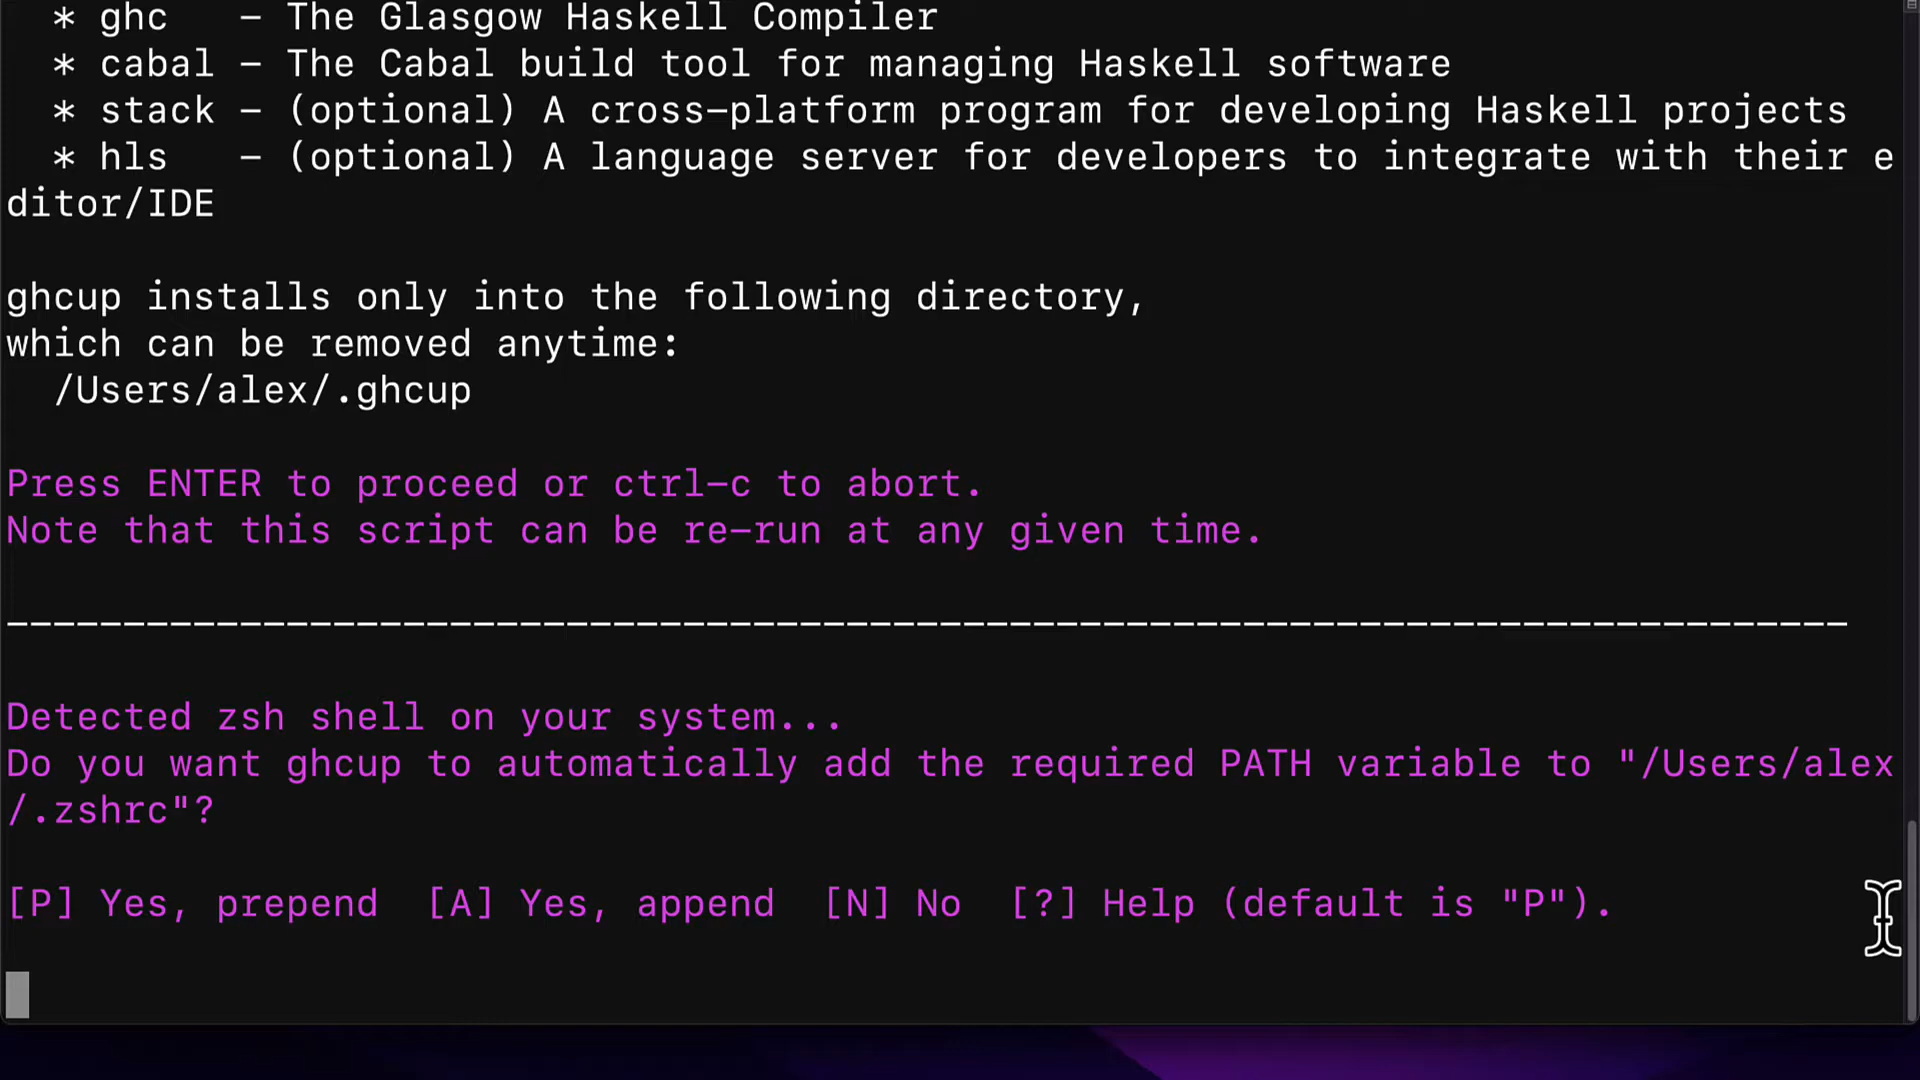 * ghc   – The Glasgow Haskell Compiler
* cabal – The Cabal build tool for managing Haskell software
* stack – (optional) A cross-platform program for developing Haskell projects
* hls   – (optional) A language server for developers to integrate with their e
ditor/IDE
ghcup installs only into the following directory,
which can be removed anytime:
/Users/alex/.ghcup
Press ENTER to proceed or ctrl-c to abort.
Note that this script can be re-run at any given time.
-------------------------------------------------------------------------------
Detected zsh shell on your system...
Do you want ghcup to automatically add the required PATH variable to "/Users/alex
/.zshrc"?
[P] Yes, prepend  [A] Yes, append  [N] No  [?] Help (default is "P").